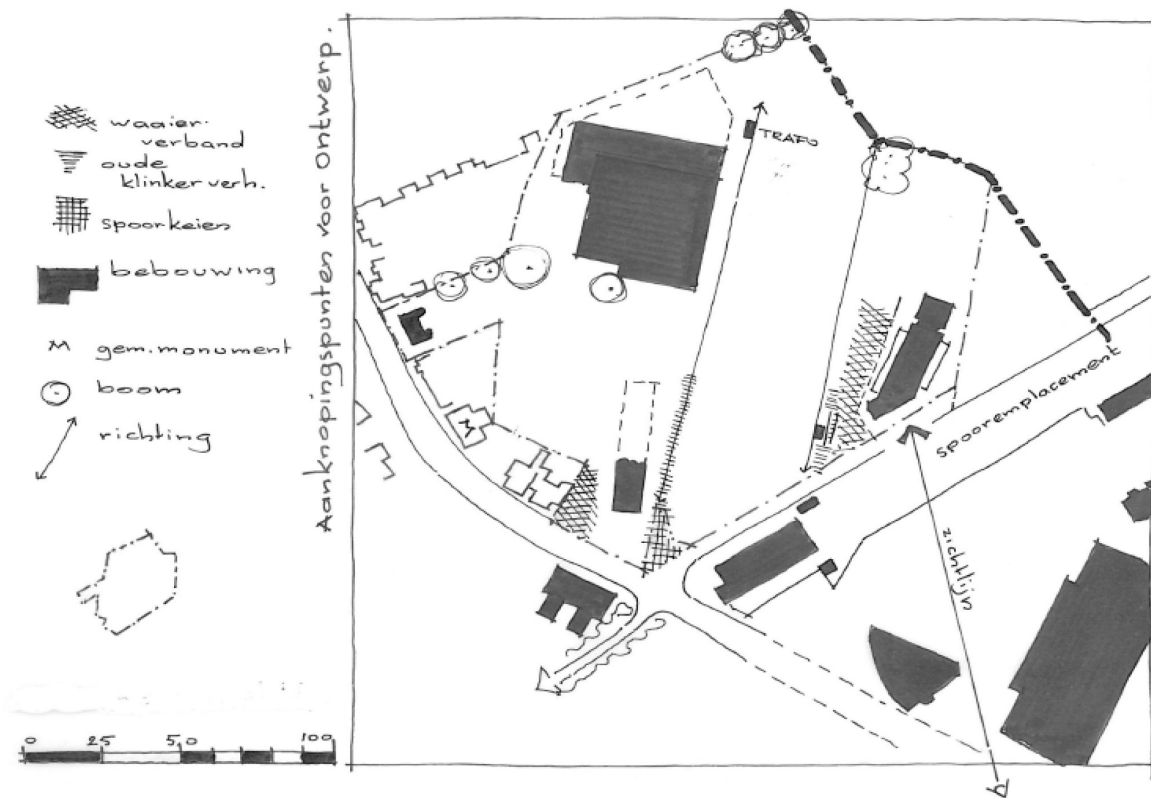 Aanknopingspunten voor Ontwerp.
waaier-
verband
oude
klinkerverh.
spoorkeien
bebouwing
M gem. monument
boom
richting
0 25 50 100
TRAFO
M
spooremplacement
zichtlijn